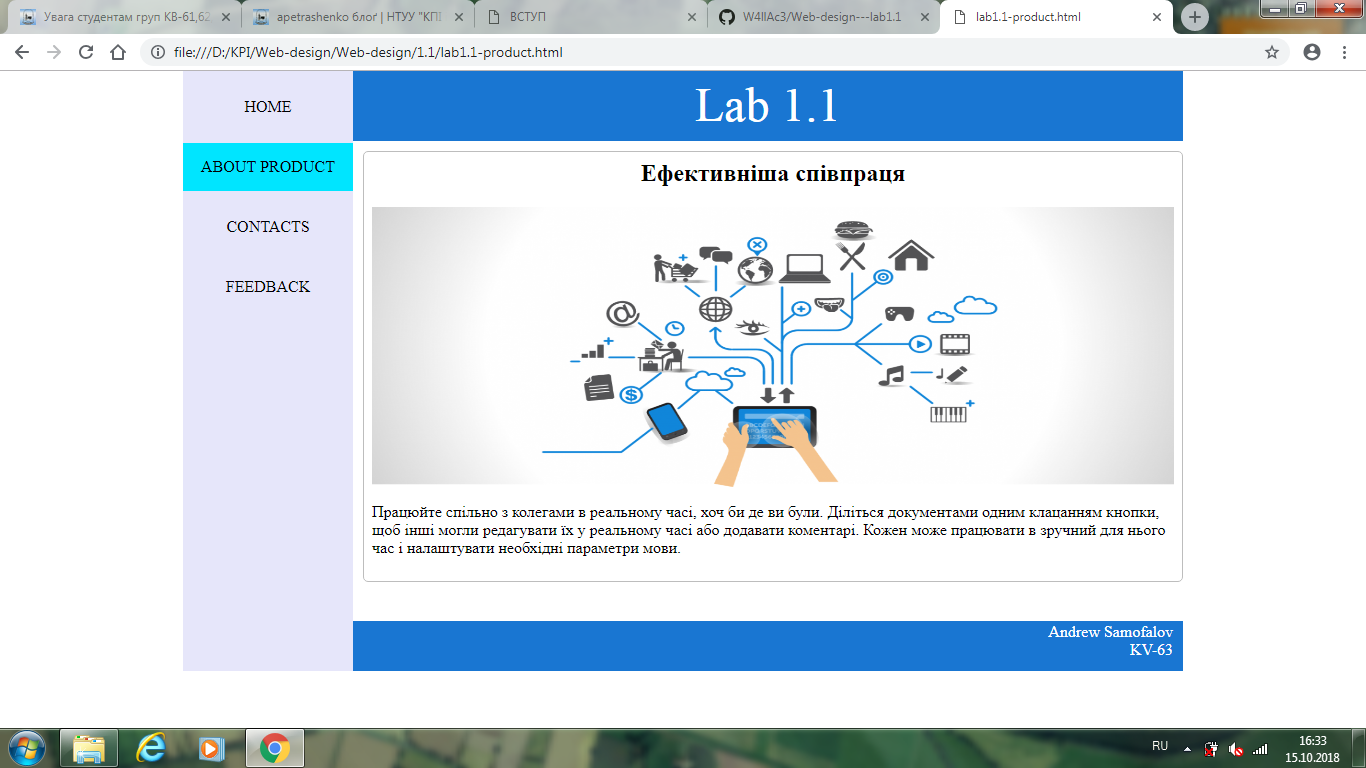 Увага студентам груп КВ-61,62
apetrashenko блоґ | НТУУ "КПІ
ВСТУП
W4llAc3/Web-design---lab1.1
lab1.1-product.html
file:///D:/KPI/Web-design/Web-design/1.1/lab1.1-product.html
HOME
ABOUT PRODUCT
CONTACTS
FEEDBACK
Lab 1.1
Ефективніша співпраця
Працюйте спільно з колегами в реальному часі, хоч би де ви були. Діліться документами одним клацанням кнопки,
щоб інші могли редагувати їх у реальному часі або додавати коментарі. Кожен може працювати в зручний для нього
час і налаштувати необхідні параметри мови.
Andrew Samofalov
KV-63
RU
16:33
15.10.2018